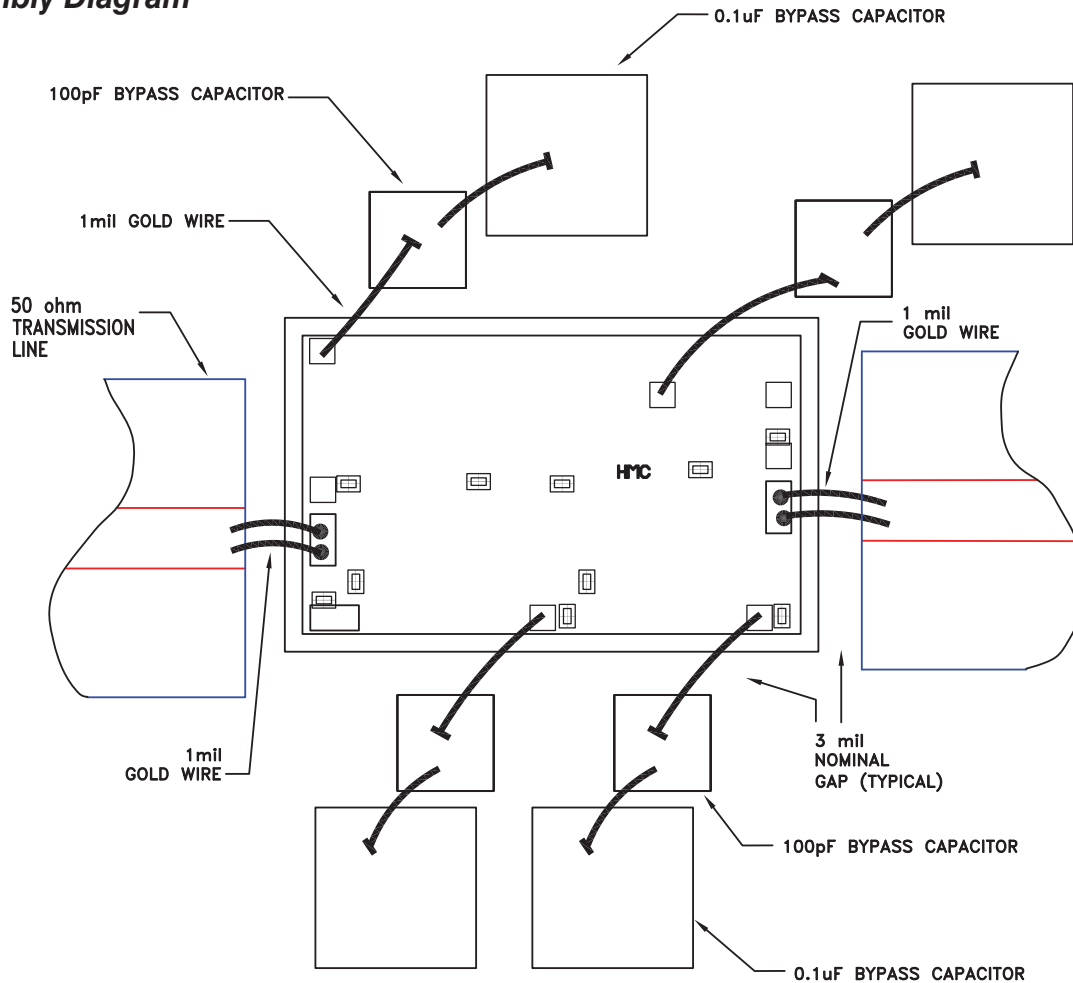 mbly Diagram
0.1uF BYPASS CAPACITOR
100pF BYPASS CAPACITOR
1mil GOLD WIRE
50 ohm
TRANSMISSION
LINE
1 mil
GOLD WIRE
HMC
1mil
GOLD WIRE
3 mil
NOMINAL
GAP (TYPICAL)
100pF BYPASS CAPACITOR
0.1uF BYPASS CAPACITOR